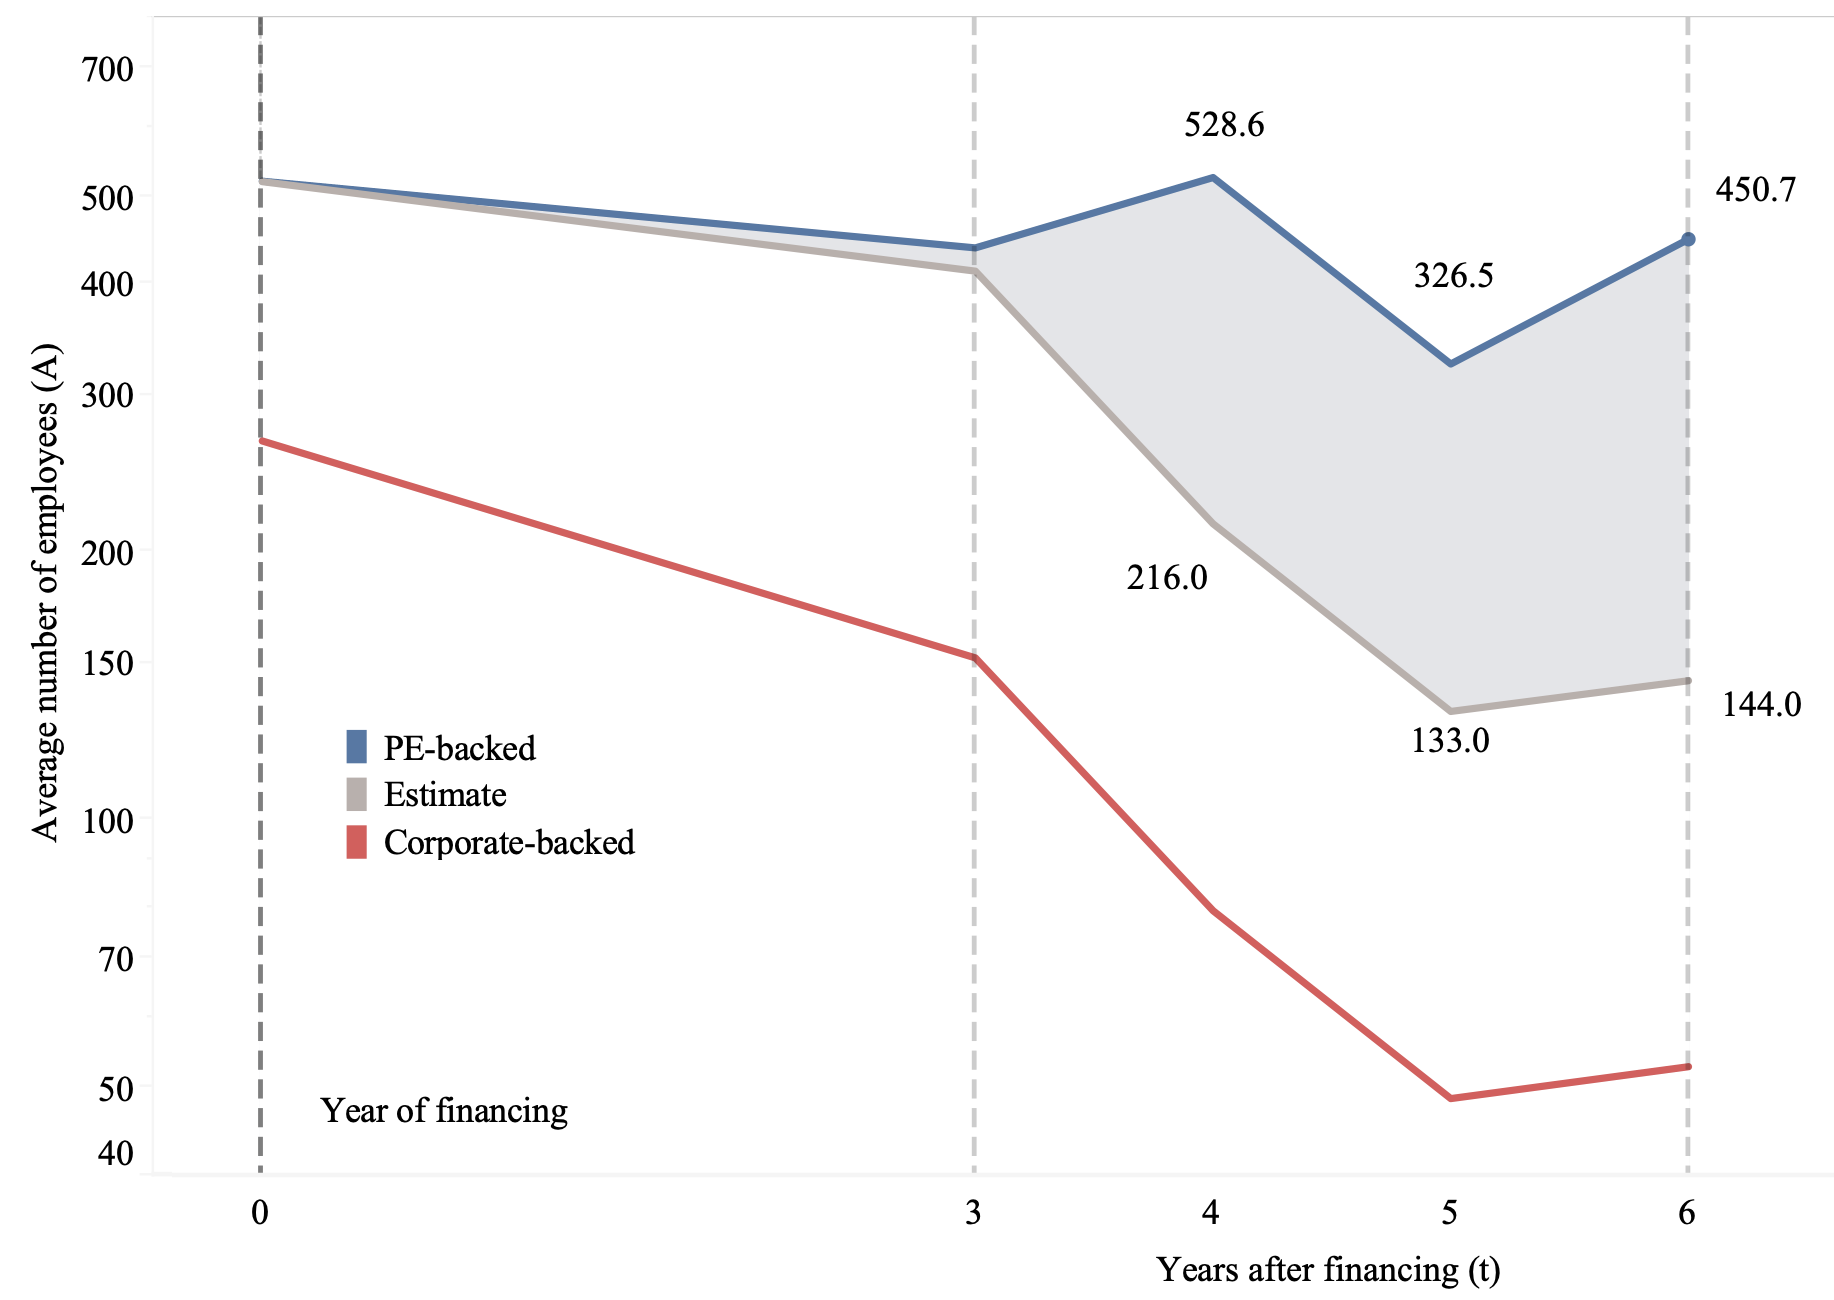 700
500
400
300
200
150
100
70
50
40
Average number of employees (A)
528.6
450.7
326.5
216.0
133.0
144.0
PE-backed
Estimate
Corporate-backed
Year of financing
0 3 4 5 6
Years after financing (t)